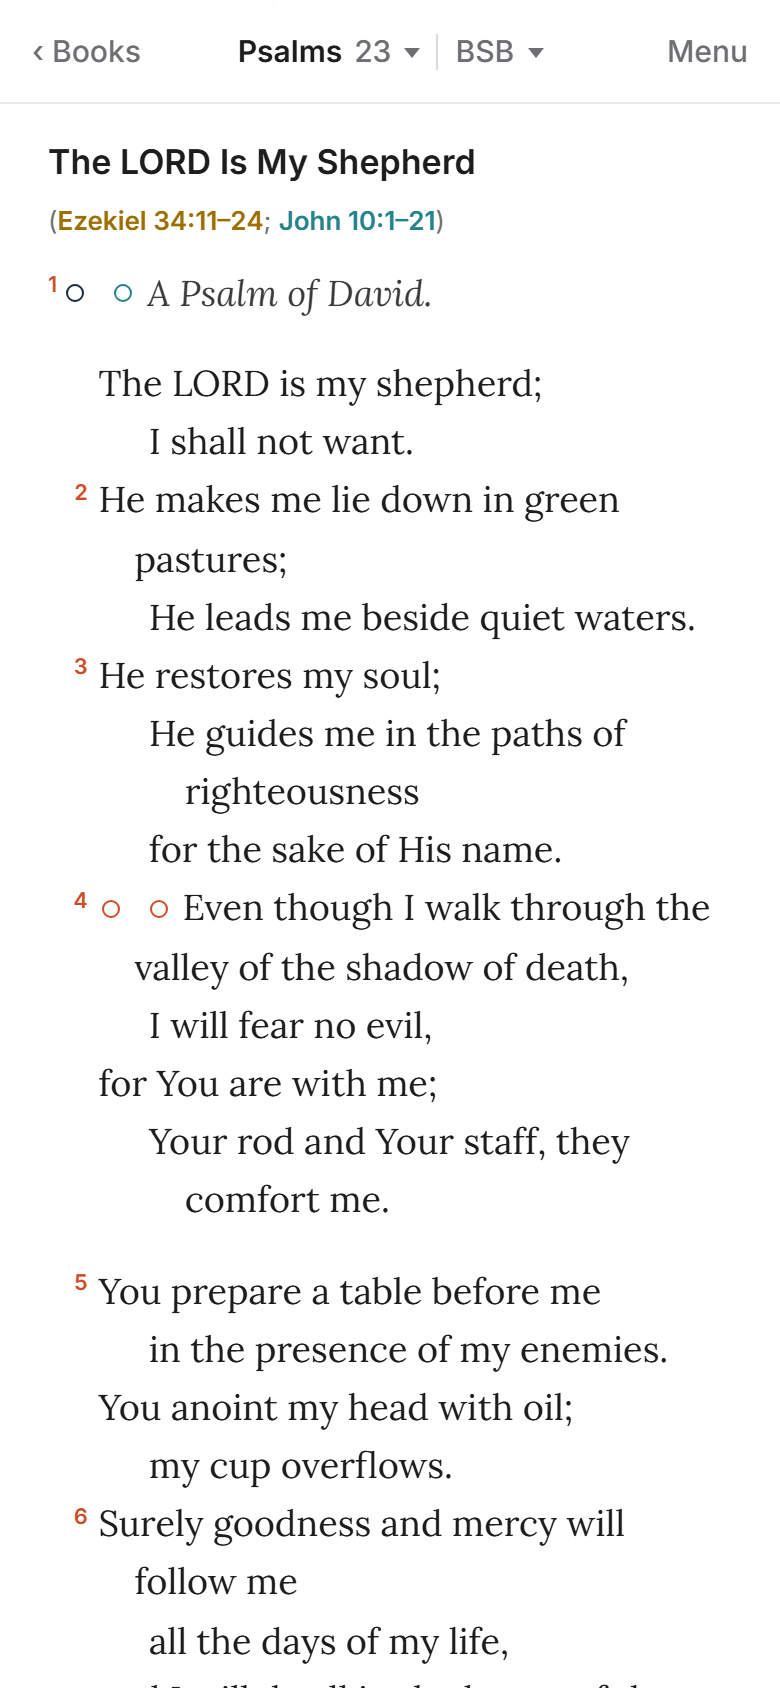 ‹ Books Psalms 23 BSB Menu
The LORD Is My Shepherd
(Ezekiel 34:11–24; John 10:1–21)
1 A Psalm of David.
The LORD is my shepherd;
I shall not want.
2 He makes me lie down in green
pastures;
He leads me beside quiet waters.
3 He restores my soul;
He guides me in the paths of
righteousness
for the sake of His name.
4 Even though I walk through the
valley of the shadow of death,
I will fear no evil,
for You are with me;
Your rod and Your staff, they
comfort me.
5 You prepare a table before me
in the presence of my enemies.
You anoint my head with oil;
my cup overflows.
6 Surely goodness and mercy will
follow me
all the days of my life,